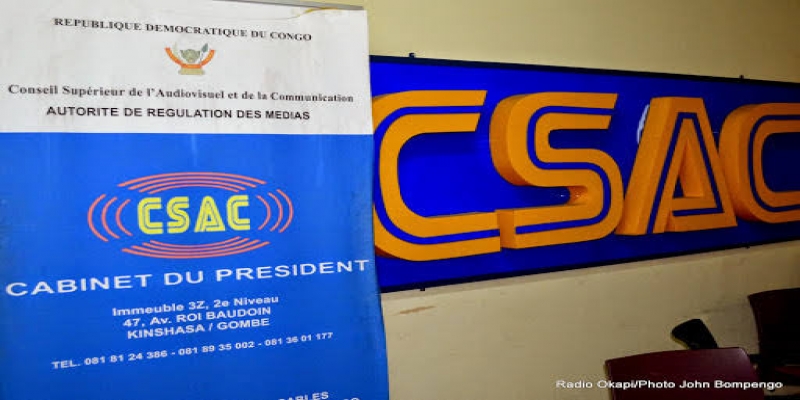 REPUBLIQUE DEMOCRATIQUE DU CONGO
Conseil Supérieur de l'Audiovisuel et de la Communication
AUTORITE DE REGULATION DES MEDIAS
CSAC
CABINET DU PRESIDENT
Immeuble 3Z, 2e Niveau
47, Av. ROI BAUDOIN
KINSHASA / GOMBE
TEL. 081 81 24 386 - 081 89 35 002 - 081 36 01 177
CSAC
Radio Okapi/Photo John Bompengo